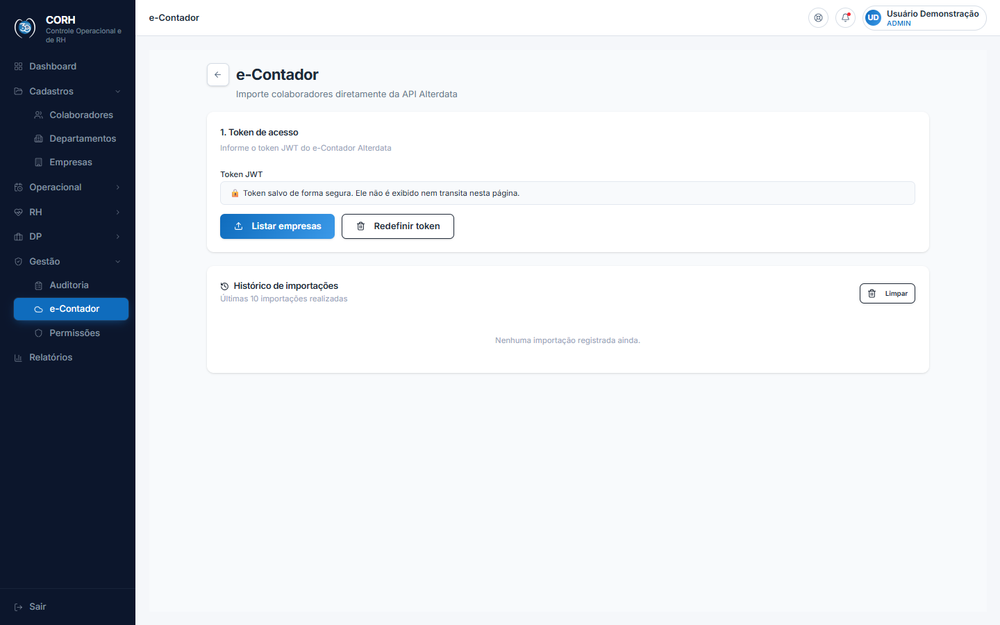 CORH
Controle Operacional e
de RH
Dashboard
Cadastros
Colaboradores
Departamentos
Empresas
Operacional
RH
DP
Gestão
Auditoria
e-Contador
Permissões
Relatórios
Sair
e-Contador
UD
Usuário Demonstração
ADMIN
e-Contador
Importe colaboradores diretamente da API Alterdata
1. Token de acesso
Informe o token JWT do e-Contador Alterdata
Token JWT
Token salvo de forma segura. Ele não é exibido nem transita nesta página.
Listar empresas
Redefinir token
Histórico de importações
Últimas 10 importações realizadas
Limpar
Nenhuma importação registrada ainda.